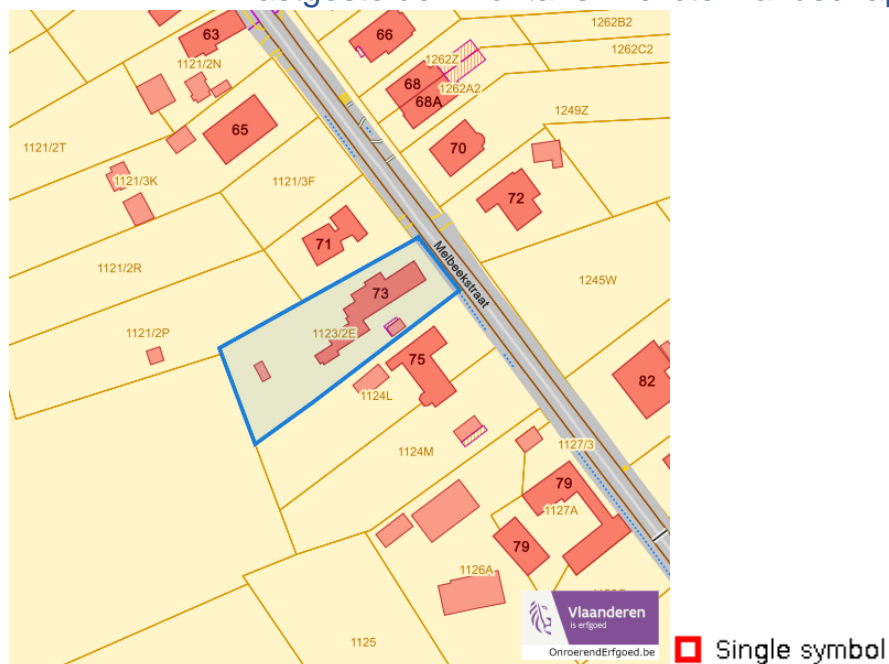 63
66
1262B2
1262C2
1121/2N
1262Z
68
1262A2
68A
1249Z
65
1121/2T
70
1121/3K
1121/3F
72
71
Melbeekstraat
1121/2R
1245W
73
1121/2P
1123/2E
75
82
1124L
1124M
1127/3
79
1127A
79
1126A
1125
Vlaanderen
is erfgoed
OnroerendErfgoed.be
Single symbol